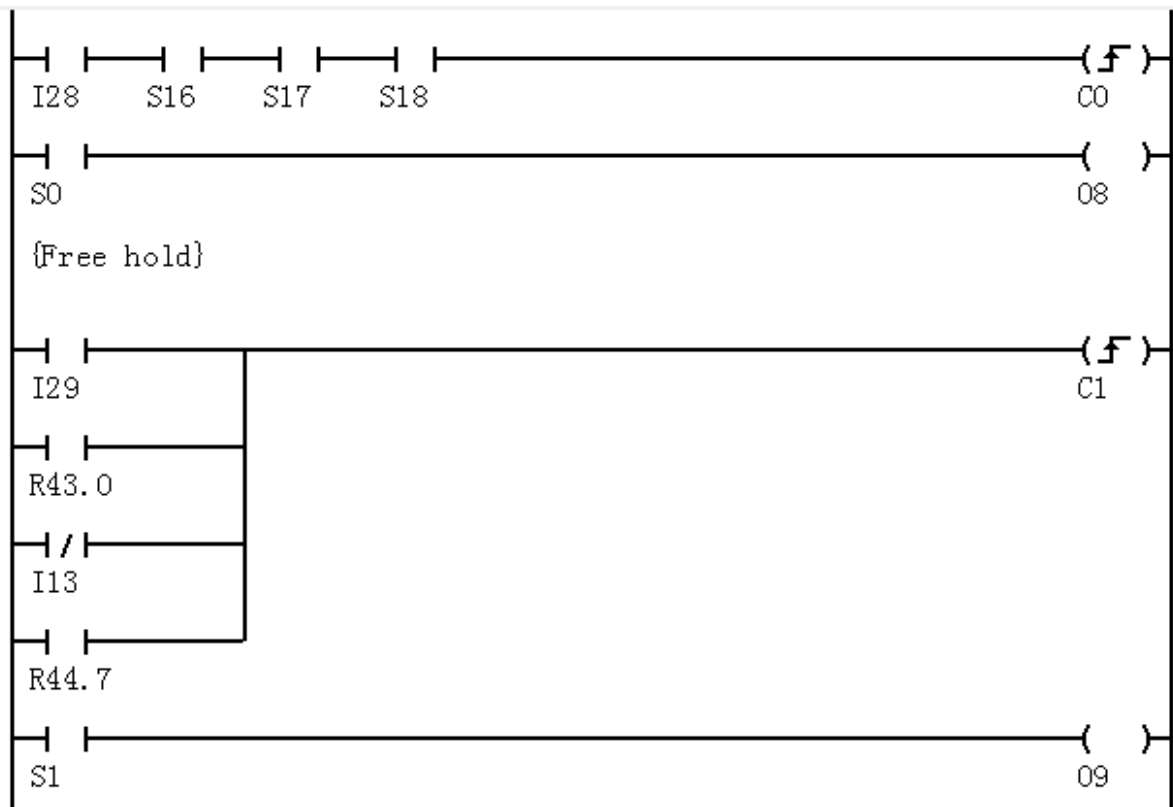 I28 S16 S17 S18 C0
S0 O8
{Free hold}
I29 C1
R43.0
I13
R44.7
S1 O9